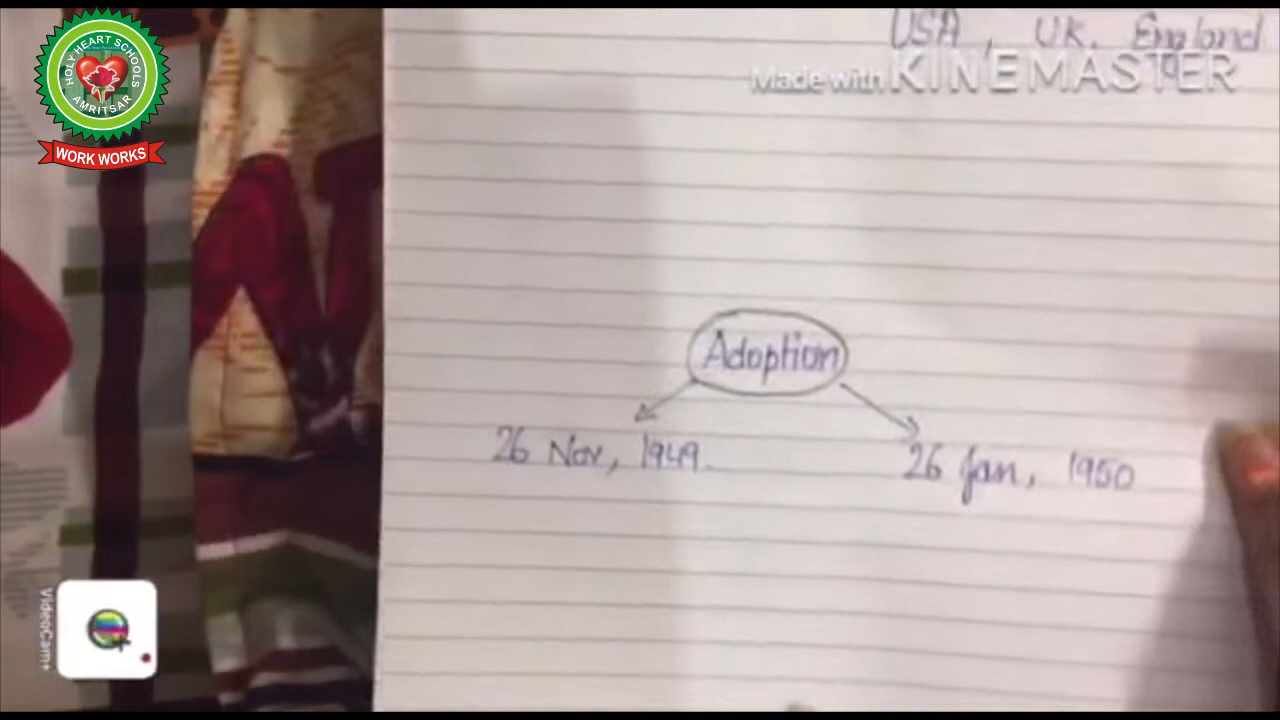 HOLY HEART SCHOOLS
AMRITSAR
WORK WORKS
USA, UK, England
Made with KINEMASTER
Adoption
26 Nov, 1949.
26 Jan, 1950
VideoCam+